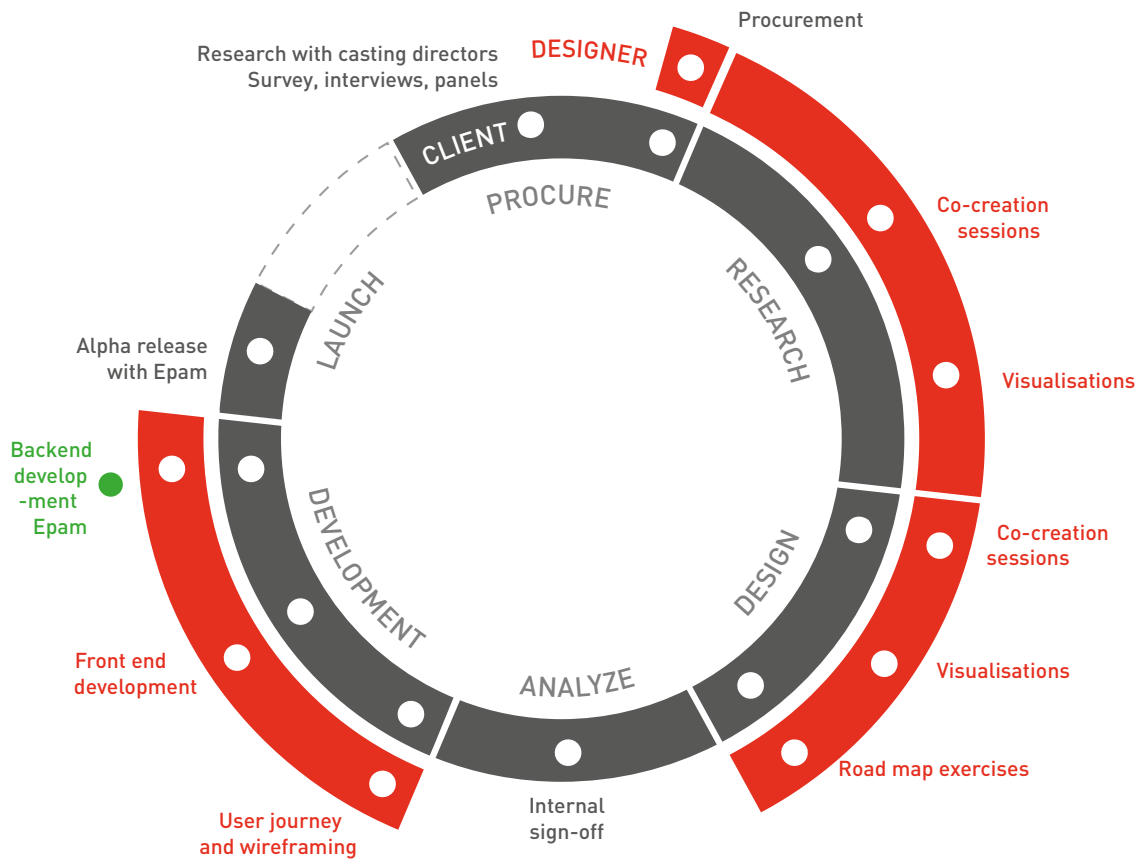 Procurement
DESIGNER
Research with casting directors
Survey, interviews, panels
CLIENT
PROCURE
Co-creation
sessions
RESEARCH
Visualisations
Co-creation
sessions
DESIGN
Visualisations
Road map exercises
ANALYZE
Internal
sign-off
User journey
and wireframing
DEVELOPMENT
Front end
development
Backend
develop
-ment
Epam
Alpha release
with Epam
LAUNCH